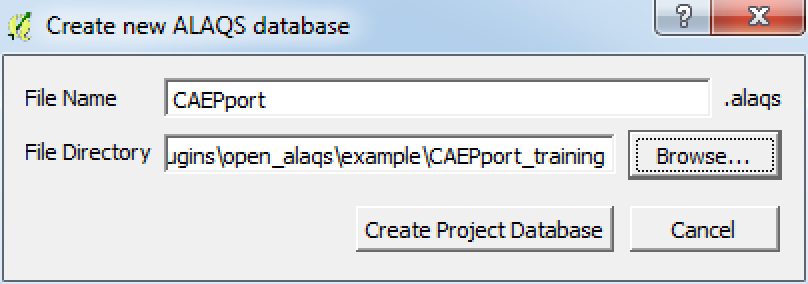 Create new ALAQS database
?
X
File Name
CAEPport
.alaqs
File Directory
ugins\open_alaqs\example\CAEPport_training
Browse...
Create Project Database
Cancel